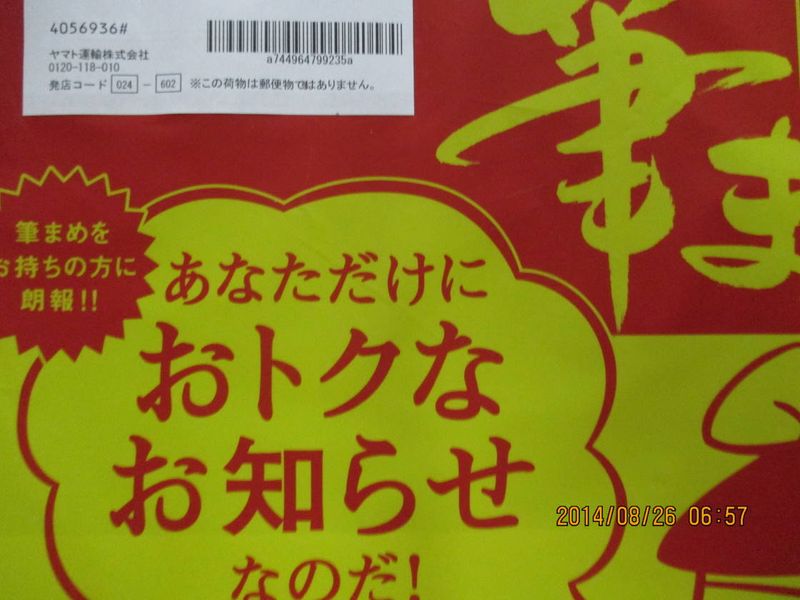 4056936#
ヤマト運輸株式会社
0120-118-010
発店コード 024 - 602 ※この荷物は郵便物ではありません。
a744964799235a
筆ま
筆まめを
お持ちの方に
朗報!!
あなただけに
おトクな
お知らせ
なのだ!
2014/08/26 06:57